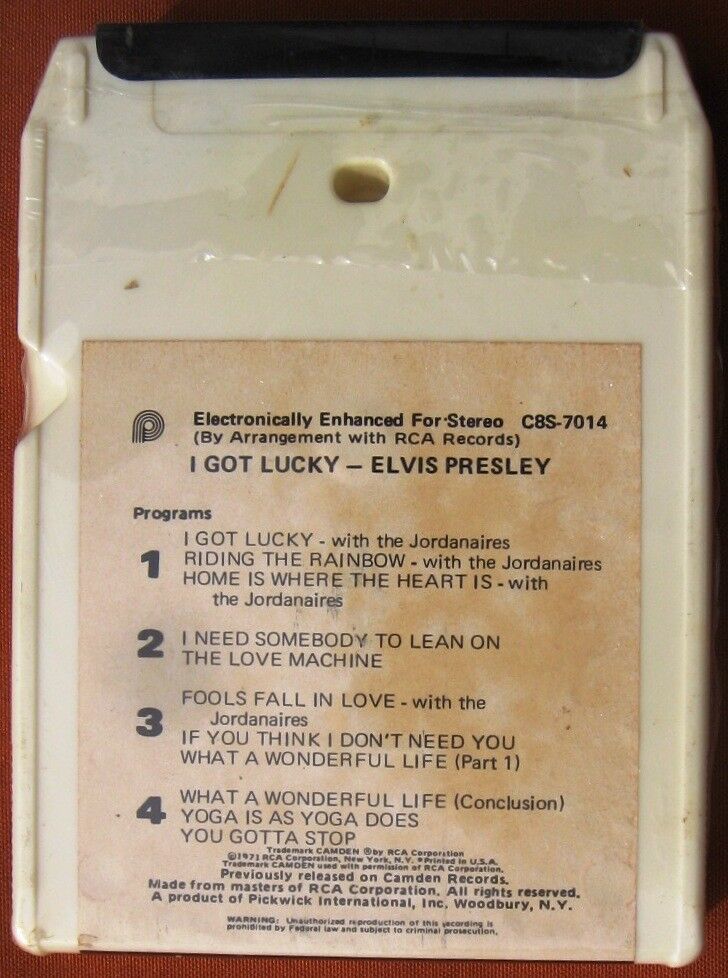 Electronically Enhanced For Stereo C8S-7014
(By Arrangement with RCA Records)
I GOT LUCKY — ELVIS PRESLEY
Programs
1 I GOT LUCKY - with the Jordanaires
RIDING THE RAINBOW - with the Jordanaires
HOME IS WHERE THE HEART IS - with
the Jordanaires
2 I NEED SOMEBODY TO LEAN ON
THE LOVE MACHINE
3 FOOLS FALL IN LOVE - with the
Jordanaires
IF YOU THINK I DON'T NEED YOU
WHAT A WONDERFUL LIFE (Part 1)
4 WHAT A WONDERFUL LIFE (Conclusion)
YOGA IS AS YOGA DOES
YOU GOTTA STOP
Trademark CAMDEN ® by RCA Corporation
©1971 RCA Corporation, New York, N.Y. • Printed in U.S.A.
Trademark CAMDEN used with permission of RCA Corporation.
Previously released on Camden Records.
Made from masters of RCA Corporation. All rights reserved.
A product of Pickwick International, Inc, Woodbury, N.Y.
WARNING: Unauthorized reproduction of this recording is
prohibited by Federal law and subject to criminal prosecution.